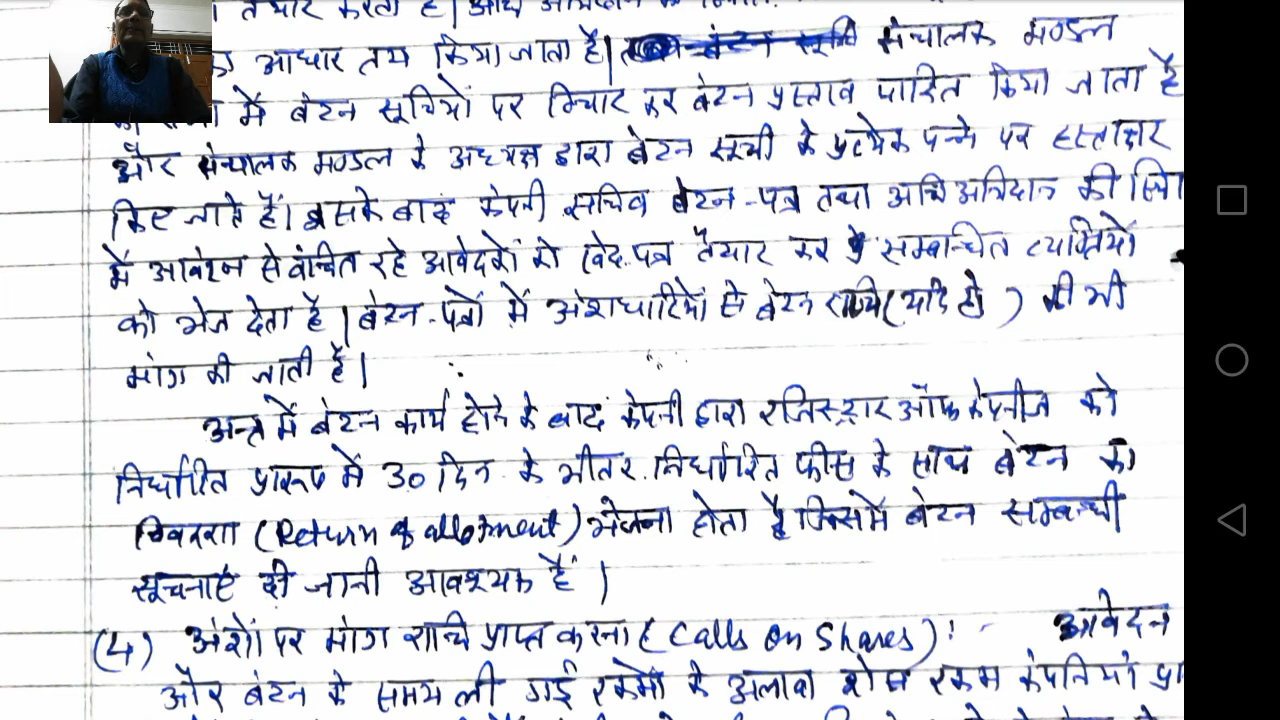 तैयार करता है।
आधार तय किया जाता है। संचालक मण्डल
में बंटन सूचियों पर विचार कर बंटन प्रस्ताव पारित किया जाता है
और संचालक मण्डल के अध्यक्ष द्वारा बंटन सूची के प्रत्येक पन्ने पर हस्ताक्षर
किए जाते हैं। इसके बाद कंपनी सचिव बंटन-पत्र तथा अधि अभिदान की
में आवंटन से वंचित रहे आवेदकों को खेद-पत्र तैयार कर सम्बन्धित व्यक्तियों
को भेज देता है। बंटन-पत्रों में अंशधारियों से बंटन राशि (यदि हो) की भी
मांग की जाती है।
अन्त में बंटन कार्य होने के बाद कंपनी द्वारा रजिस्ट्रार ऑफ कंपनीज को
निर्धारित प्रारूप में 30 दिन के भीतर निर्धारित फीस के साथ बंटन का
विवरण (Return of allotment) भेजना होता है जिसमें बंटन सम्बन्धी
सूचनाएं दी जानी आवश्यक हैं।
(4) अंशों पर मांग राशि प्राप्त करना (Calls on Shares): आवेदन
और बंटन के समय ली गई रकमों के अलावा शेष रकम कंपनियां